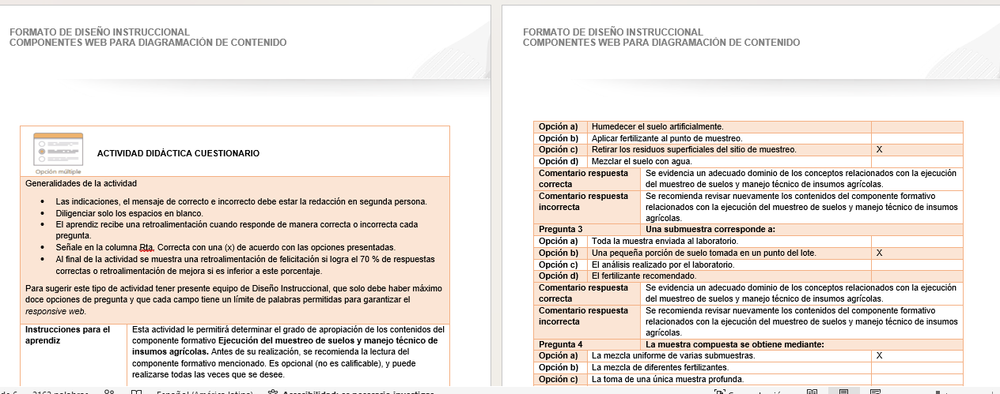 FORMATO DE DISEÑO INSTRUCCIONAL
COMPONENTES WEB PARA DIAGRAMACIÓN DE CONTENIDO
ACTIVIDAD DIDÁCTICA CUESTIONARIO
Opción múltiple
Generalidades de la actividad
• Las indicaciones, el mensaje de correcto e incorrecto debe estar la redacción en segunda persona.
• Diligenciar solo los espacios en blanco.
• El aprendiz recibe una retroalimentación cuando responde de manera correcta o incorrecta cada
pregunta.
• Señale en la columna Rta. Correcta con una (x) de acuerdo con las opciones presentadas.
• Al final de la actividad se muestra una retroalimentación de felicitación si logra el 70 % de respuestas
correctas o retroalimentación de mejora si es inferior a este porcentaje.
Para sugerir este tipo de actividad tener presente equipo de Diseño Instruccional, que solo debe haber máximo
doce opciones de pregunta y que cada campo tiene un límite de palabras permitidas para garantizar el
responsive web.
Instrucciones para el
aprendiz
Esta actividad le permitirá determinar el grado de apropiación de los contenidos del
componente formativo Ejecución del muestreo de suelos y manejo técnico de
insumos agrícolas. Antes de su realización, se recomienda la lectura del
componente formativo mencionado. Es opcional (no es calificable), y puede
realizarse todas las veces que se desee.
FORMATO DE DISEÑO INSTRUCCIONAL
COMPONENTES WEB PARA DIAGRAMACIÓN DE CONTENIDO
Opción a) Humedecer el suelo artificialmente.
Opción b) Aplicar fertilizante al punto de muestreo.
Opción c) Retirar los residuos superficiales del sitio de muestreo. X
Opción d) Mezclar el suelo con agua.
Comentario respuesta
correcta
Se evidencia un adecuado dominio de los conceptos relacionados con la ejecución
del muestreo de suelos y manejo técnico de insumos agrícolas.
Comentario respuesta
incorrecta
Se recomienda revisar nuevamente los contenidos del componente formativo
relacionados con la ejecución del muestreo de suelos y manejo técnico de insumos
agrícolas.
Pregunta 3 Una submuestra corresponde a:
Opción a) Toda la muestra enviada al laboratorio.
Opción b) Una pequeña porción de suelo tomada en un punto del lote. X
Opción c) El análisis realizado por el laboratorio.
Opción d) El fertilizante recomendado.
Comentario respuesta
correcta
Se evidencia un adecuado dominio de los conceptos relacionados con la ejecución
del muestreo de suelos y manejo técnico de insumos agrícolas.
Comentario respuesta
incorrecta
Se recomienda revisar nuevamente los contenidos del componente formativo
relacionados con la ejecución del muestreo de suelos y manejo técnico de insumos
agrícolas.
Pregunta 4 La muestra compuesta se obtiene mediante:
Opción a) La mezcla uniforme de varias submuestras. X
Opción b) La mezcla de diferentes fertilizantes.
Opción c) La toma de una única muestra profunda.